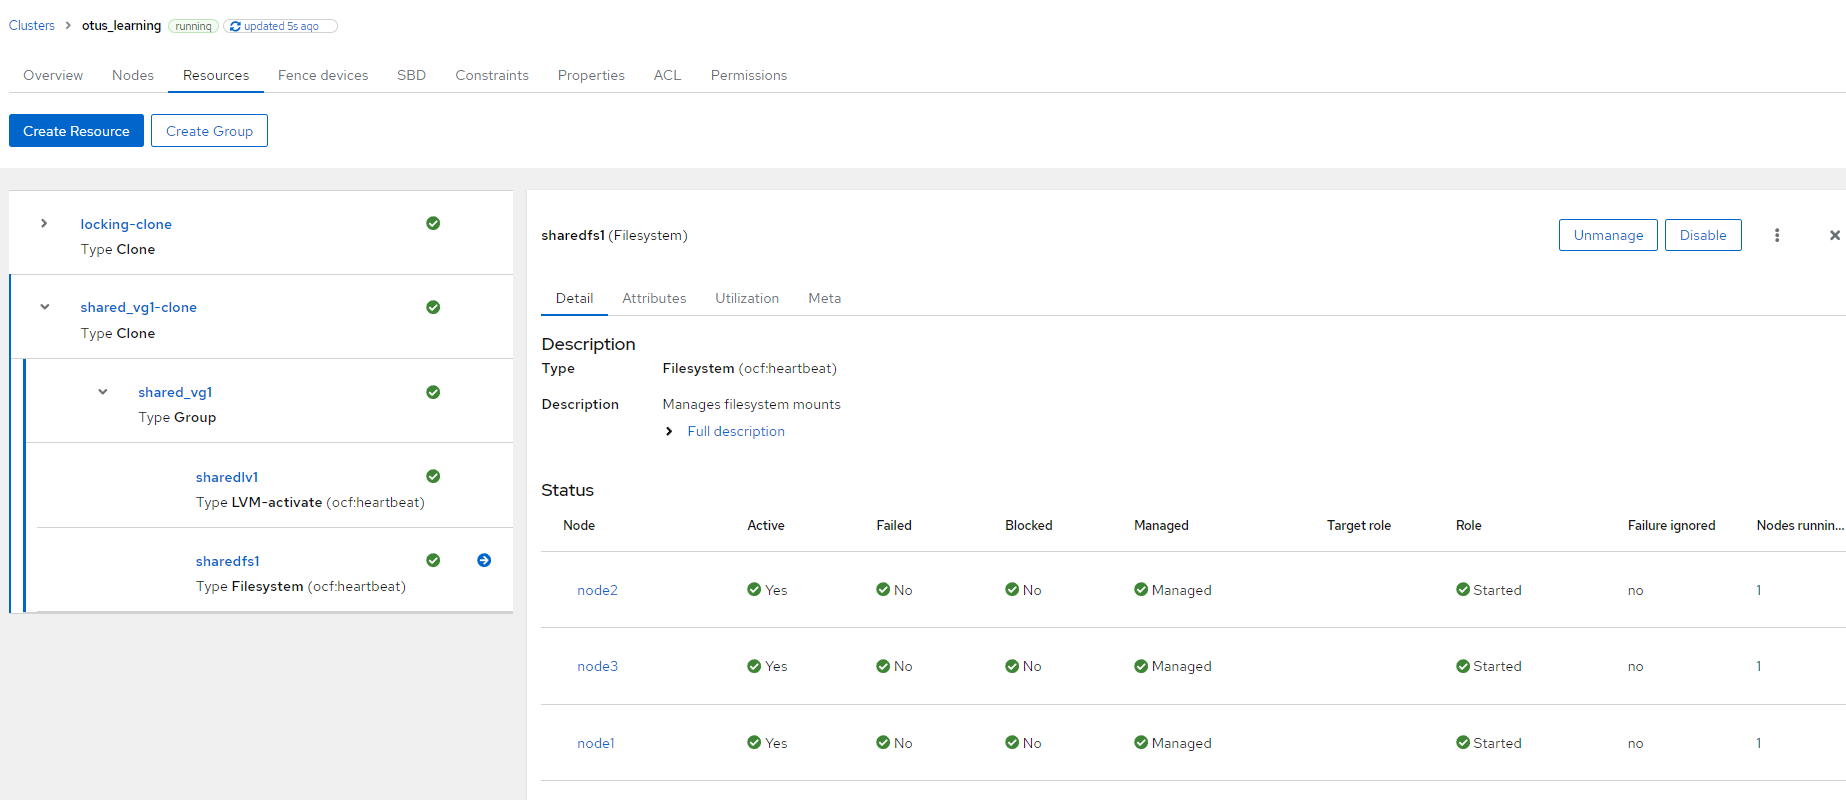 Clusters > otus_learning running updated 5s ago
Overview Nodes Resources Fence devices SBD Constraints Properties ACL Permissions
Create Resource Create Group
locking-clone
Type Clone
shared_vg1-clone
Type Clone
shared_vg1
Type Group
sharedlv1
Type LVM-activate (ocf:heartbeat)
sharedfs1
Type Filesystem (ocf:heartbeat)
sharedfs1 (Filesystem) Unmanage Disable
Detail Attributes Utilization Meta
Description
Type Filesystem (ocf:heartbeat)
Description Manages filesystem mounts
Full description
Status
Node Active Failed Blocked Managed Target role Role Failure ignored Nodes runnin...
node2 Yes No No Managed Started no 1
node3 Yes No No Managed Started no 1
node1 Yes No No Managed Started no 1